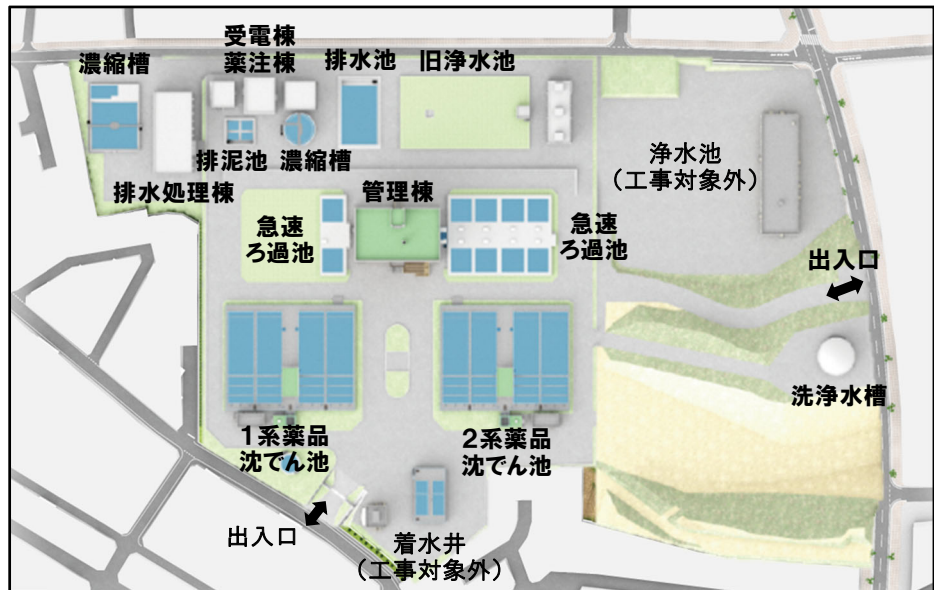 受電棟
薬注棟
濃縮槽
排水池
旧浄水池
排泥池
濃縮槽
排水処理棟
管理棟
浄水池
（工事対象外）
急速
ろ過池
急速
ろ過池
出入口
洗浄水槽
１系薬品
沈でん池
２系薬品
沈でん池
出入口
着水井
（工事対象外）